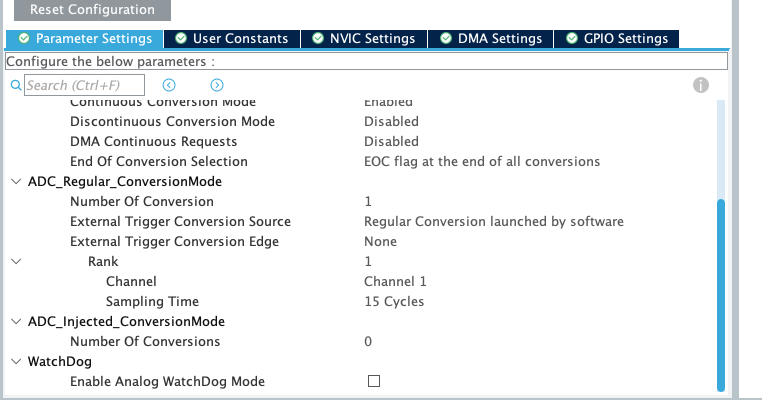 Reset Configuration
Parameter Settings User Constants NVIC Settings DMA Settings GPIO Settings
Configure the below parameters :
Search (Ctrl+F)
Continuous Conversion Mode Enabled
Discontinuous Conversion Mode Disabled
DMA Continuous Requests Disabled
End Of Conversion Selection EOC flag at the end of all conversions
ADC_Regular_ConversionMode
Number Of Conversion 1
External Trigger Conversion Source Regular Conversion launched by software
External Trigger Conversion Edge None
Rank 1
Channel Channel 1
Sampling Time 15 Cycles
ADC_Injected_ConversionMode
Number Of Conversions 0
WatchDog
Enable Analog WatchDog Mode